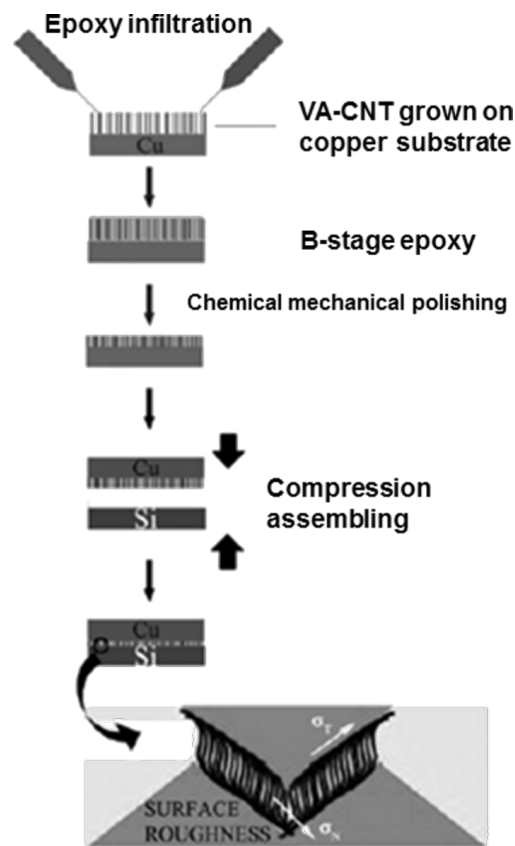 Epoxy infiltration
VA-CNT grown on
copper substrate
Cu
B-stage epoxy
Chemical mechanical polishing
Cu
Si
Compression
assembling
Cu
Si
σT
SURFACE
ROUGHNESS
σN